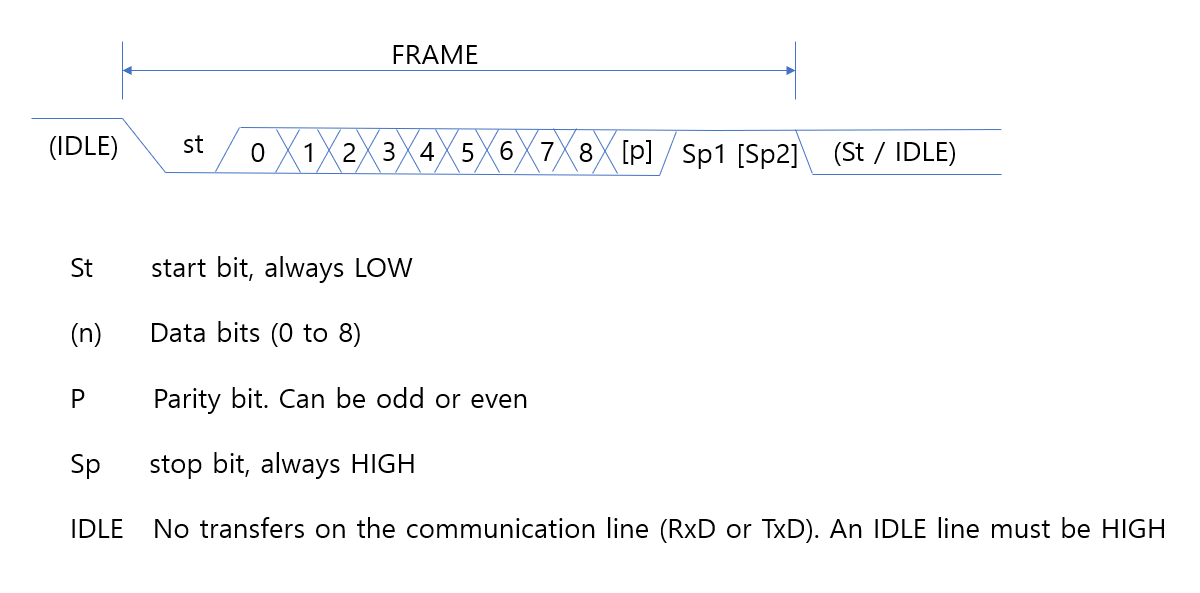 FRAME
(IDLE) st 0 1 2 3 4 5 6 7 8 [p] Sp1 [Sp2] (St / IDLE)
St start bit, always LOW
(n) Data bits (0 to 8)
P Parity bit. Can be odd or even
Sp stop bit, always HIGH
IDLE No transfers on the communication line (RxD or TxD). An IDLE line must be HIGH